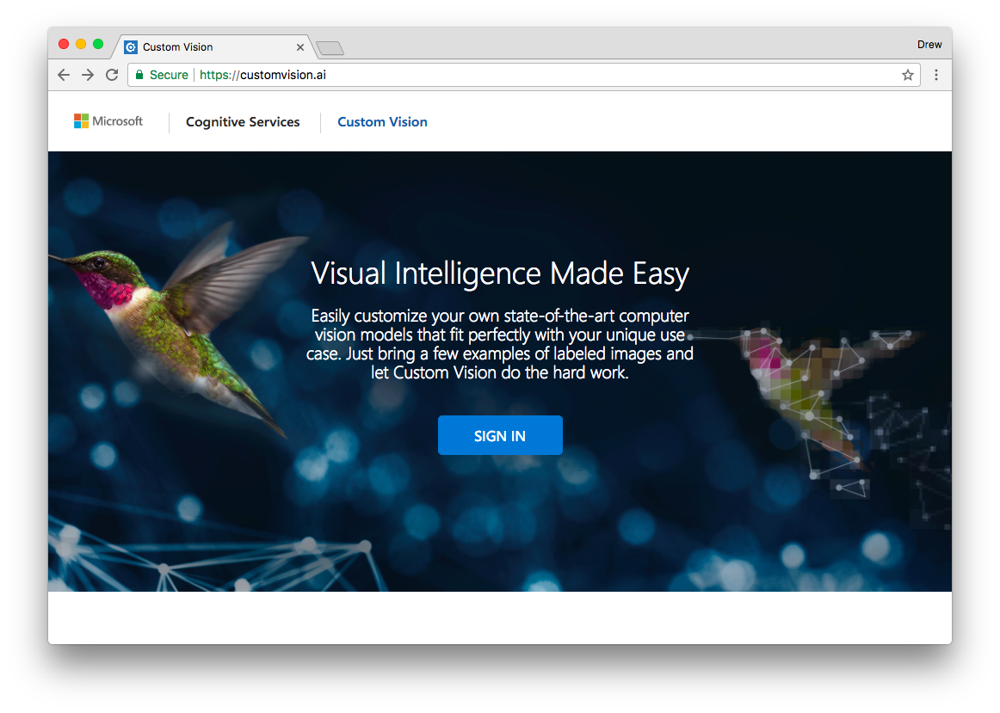 Custom Vision
Drew
Secure https://customvision.ai
Microsoft Cognitive Services Custom Vision
Visual Intelligence Made Easy
Easily customize your own state-of-the-art computer
vision models that fit perfectly with your unique use
case. Just bring a few examples of labeled images and
let Custom Vision do the hard work.
SIGN IN